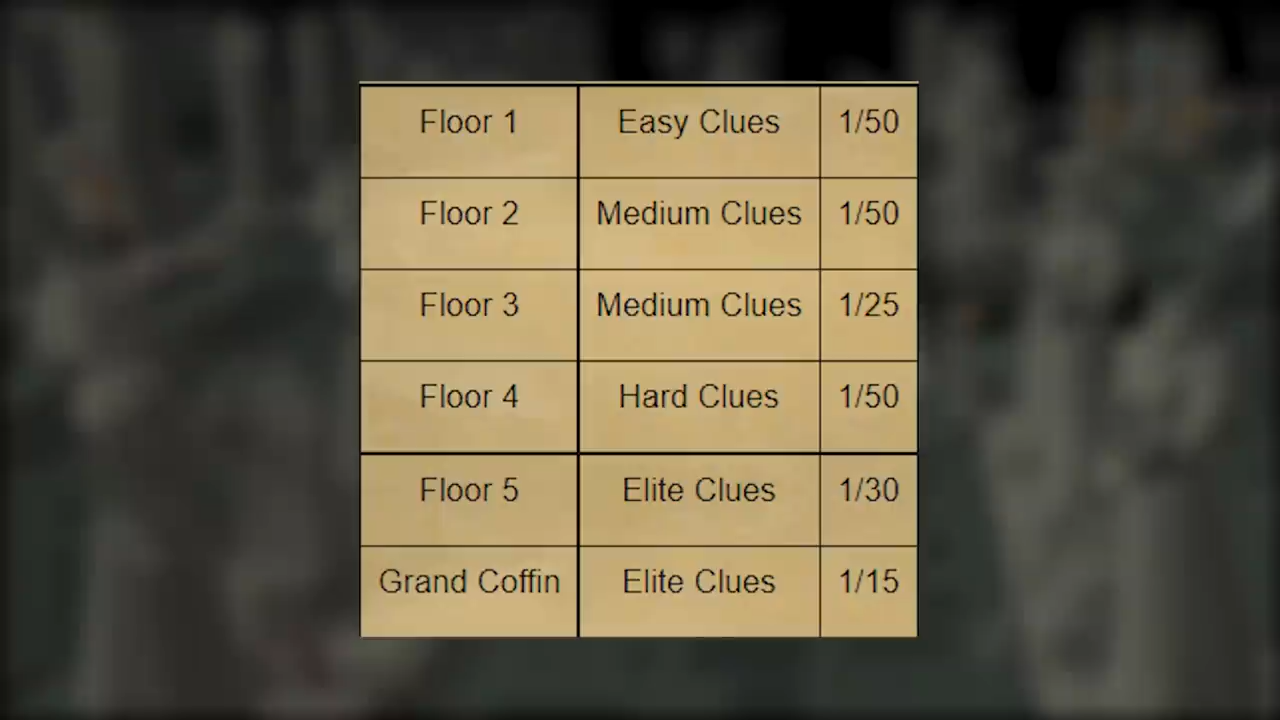 Floor 1 Easy Clues 1/50
Floor 2 Medium Clues 1/50
Floor 3 Medium Clues 1/25
Floor 4 Hard Clues 1/50
Floor 5 Elite Clues 1/30
Grand Coffin Elite Clues 1/15